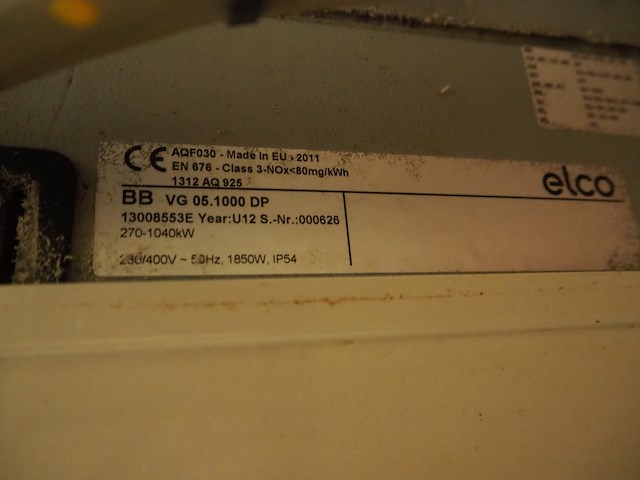 CE AQF030 - Made in EU - 2011
EN 676 - Class 3-NOx<80mg/kWh
1312 AQ 925
elco
BB VG 05.1000 DP
13008553E Year:U12 S.-Nr.:000626
270-1040kW
230/400V ~ 50Hz, 1850W, IP54